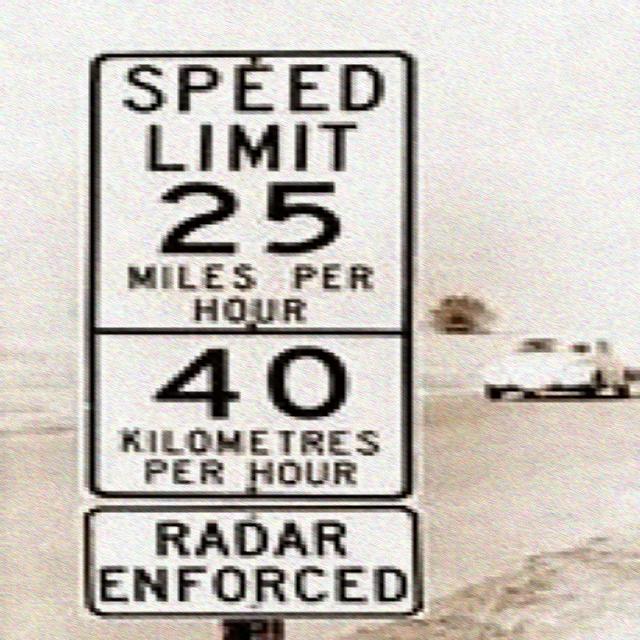 SPEED
LIMIT
25
MILES PER
HOUR
40
KILOMETRES
PER HOUR
RADAR
ENFORCED